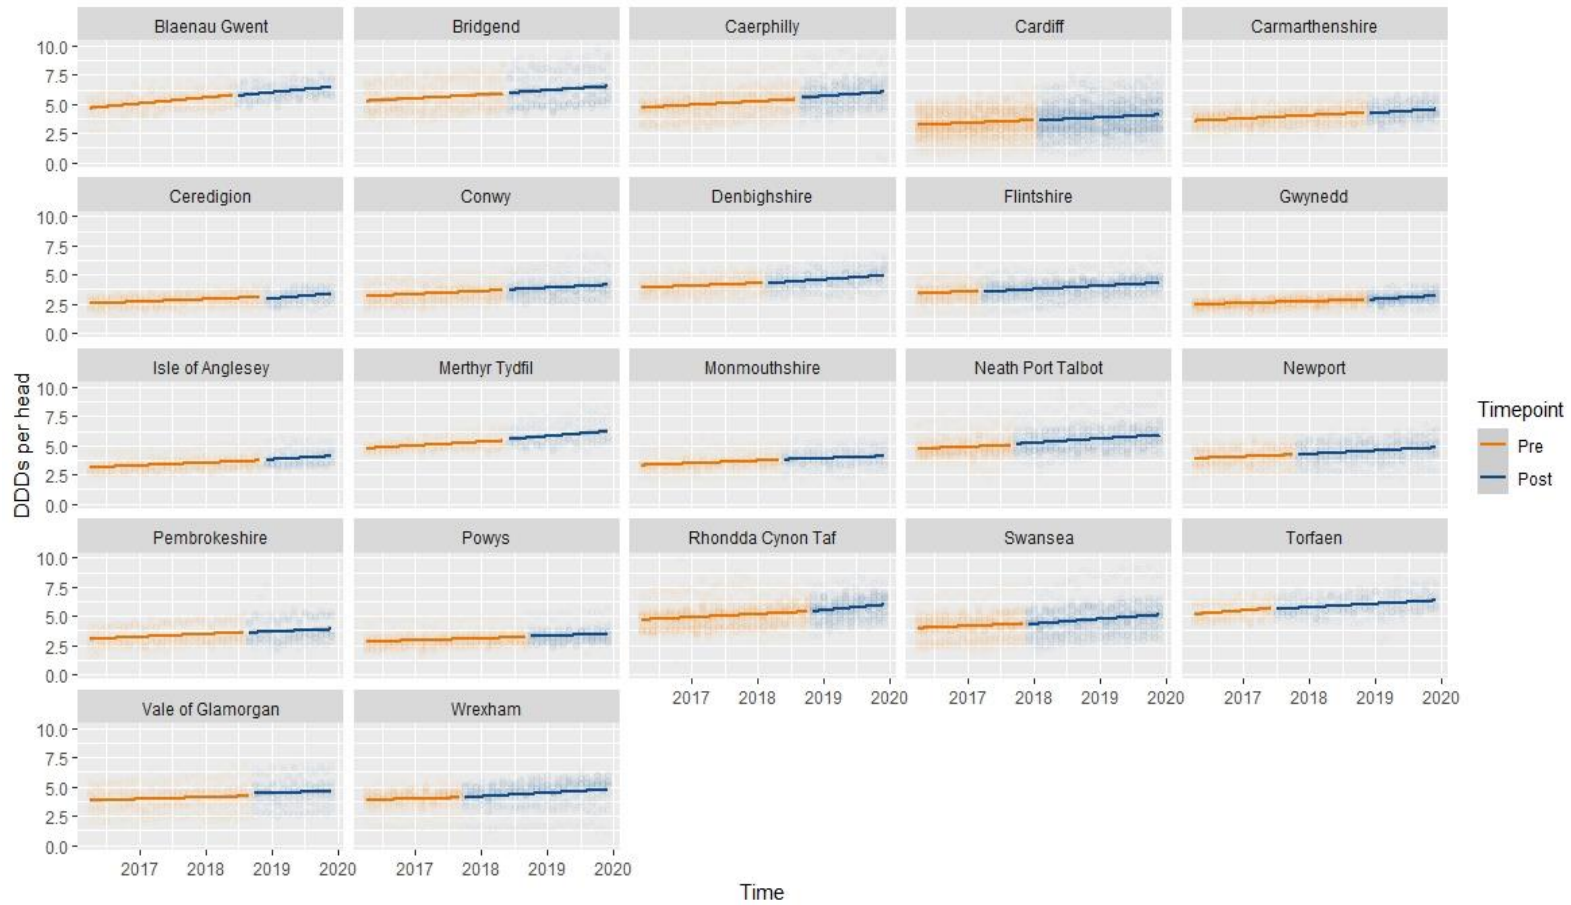 Blaenau Gwent Bridgend Caerphilly Cardiff Carmarthenshire
10.0
7.5
5.0
2.5
0.0
Ceredigion Conwy Denbighshire Flintshire Gwynedd
10.0
7.5
5.0
2.5
0.0
Isle of Anglesey Merthyr Tydfil Monmouthshire Neath Port Talbot Newport
10.0
7.5
5.0
2.5
0.0
DDDs per head
Timepoint
Pre
Post
Pembrokeshire Powys Rhondda Cynon Taf Swansea Torfaen
10.0
7.5
5.0
2.5
0.0
2017 2018 2019 2020 2017 2018 2019 2020 2017 2018 2019 2020
Vale of Glamorgan Wrexham
10.0
7.5
5.0
2.5
0.0
2017 2018 2019 2020 2017 2018 2019 2020
Time